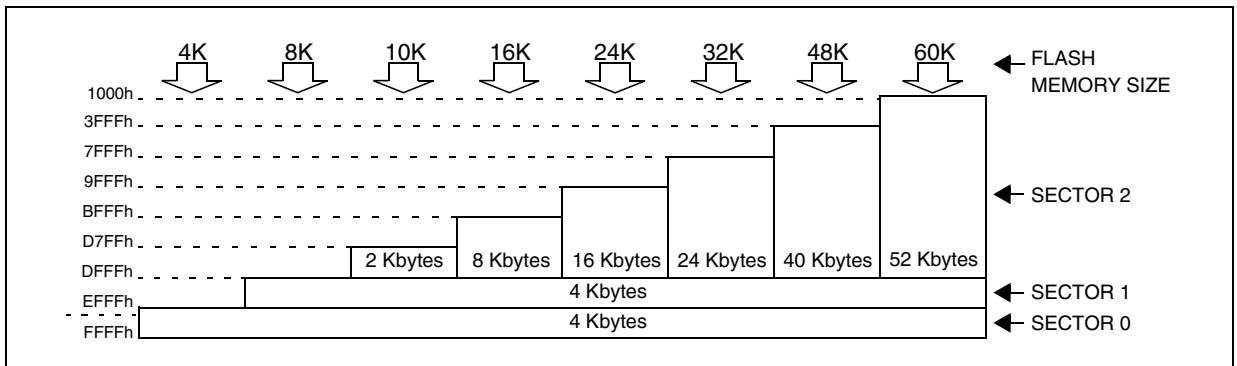 4K 8K 10K 16K 24K 32K 48K 60K
FLASH
MEMORY SIZE
1000h
3FFFh
7FFFh
9FFFh
SECTOR 2
BFFFh
D7FFh
2 Kbytes 8 Kbytes 16 Kbytes 24 Kbytes 40 Kbytes 52 Kbytes
DFFFh
4 Kbytes
SECTOR 1
EFFFh
4 Kbytes
SECTOR 0
FFFFh